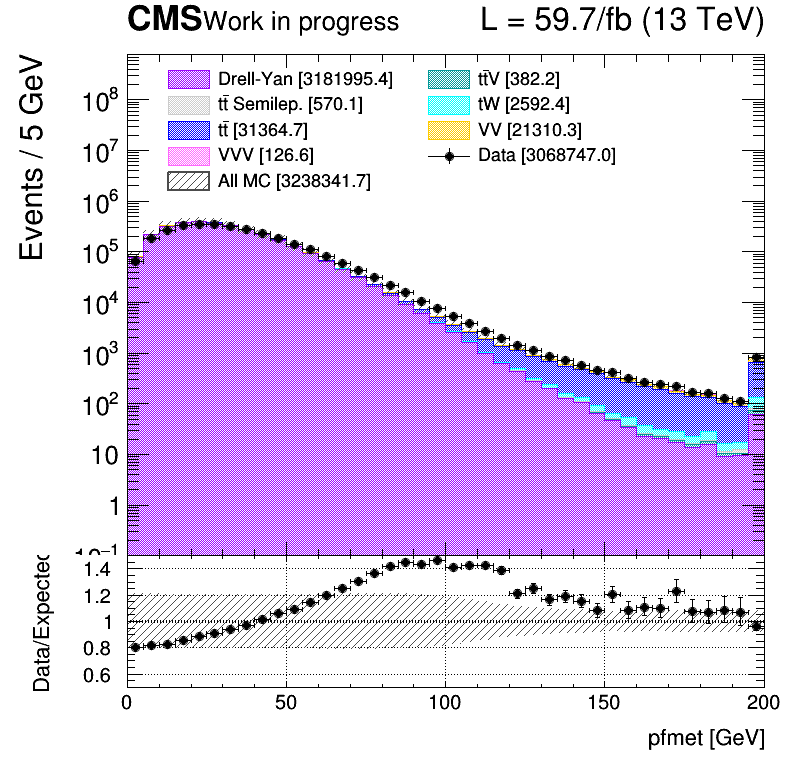 CMS Work in progress L = 59.7/fb (13 TeV)
Events / 5 GeV
Drell-Yan [3181995.4] tt̄V [382.2]
tt̄ Semilep. [570.1] tW [2592.4]
tt̄ [31364.7] VV [21310.3]
VVV [126.6] Data [3068747.0]
All MC [3238341.7]
10⁸
10⁷
10⁶
10⁵
10⁴
10³
10²
10
1
10⁻¹
Data/Expected
1.4
1.2
1
0.8
0.6
0 50 100 150 200
pfmet [GeV]